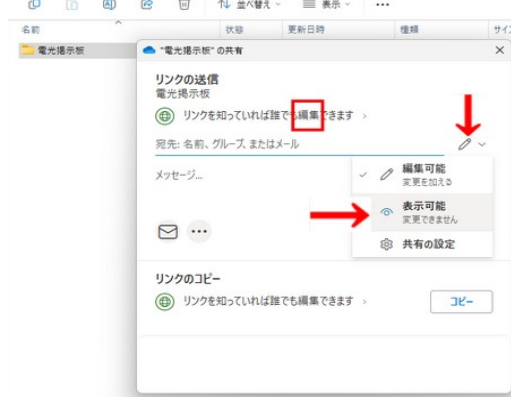 並べ替え 表示 ...
名前 状態 更新日時 種類 サイ
電光掲示板
"電光掲示板" の共有
リンクの送信
電光掲示板
リンクを知っていれば誰でも編集できます
宛先: 名前、グループ、またはメール
メッセージ...
編集可能
変更を加える
表示可能
変更できません
共有の設定
リンクのコピー
リンクを知っていれば誰でも編集できます
コピー